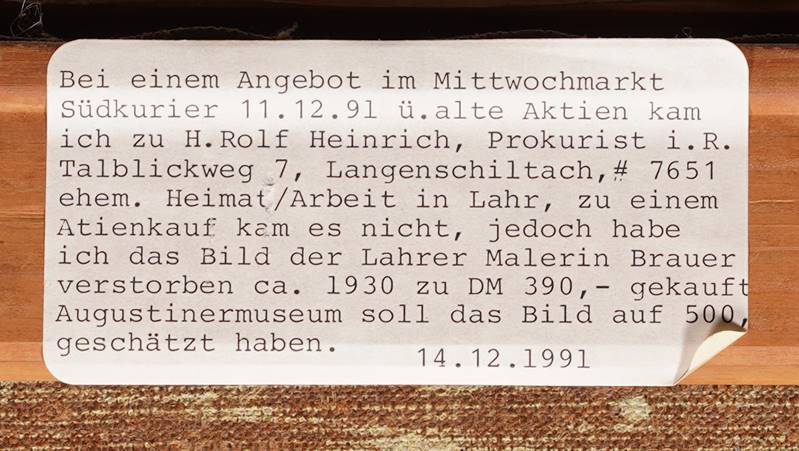 Bei einem Angebot im Mittwochmarkt
Südkurier 11.12.91 ü.alte Aktien kam
ich zu H.Rolf Heinrich, Prokurist i.R.
Talblickweg 7, Langenschiltach,# 7651
ehem. Heimat/Arbeit in Lahr, zu einem
Atienkauf kam es nicht, jedoch habe
ich das Bild der Lahrer Malerin Brauer
verstorben ca. 1930 zu DM 390,- gekauft
Augustinermuseum soll das Bild auf 500,
geschätzt haben.
14.12.1991